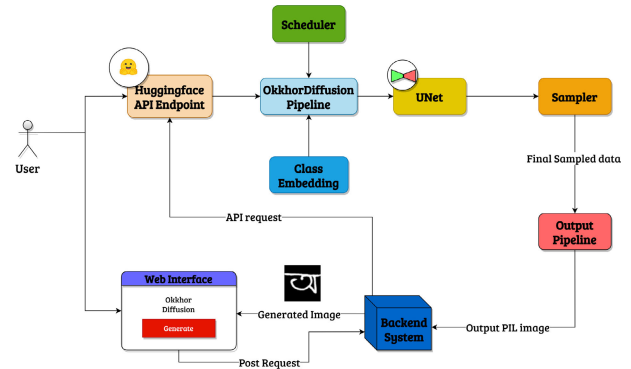 Scheduler
Huggingface
API Endpoint
OkkhorDiffusion
Pipeline
UNet
Sampler
User
Class
Embedding
Final Sampled data
API request
Output
Pipeline
Web Interface
Okkhor
Diffusion
Generate
অ
Generated Image
Backend
System
Output PIL image
Post Request